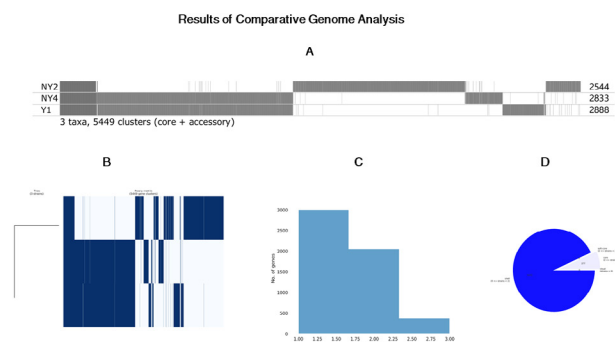 Results of Comparative Genome Analysis
A
NY2 2544
NY4 2833
Y1 2888
3 taxa, 5449 clusters (core + accessory)
B
C
D
No. of genes
3000
2500
2000
1500
1000
500
0
1.00 1.25 1.50 1.75 2.00 2.25 2.50 2.75 3.00